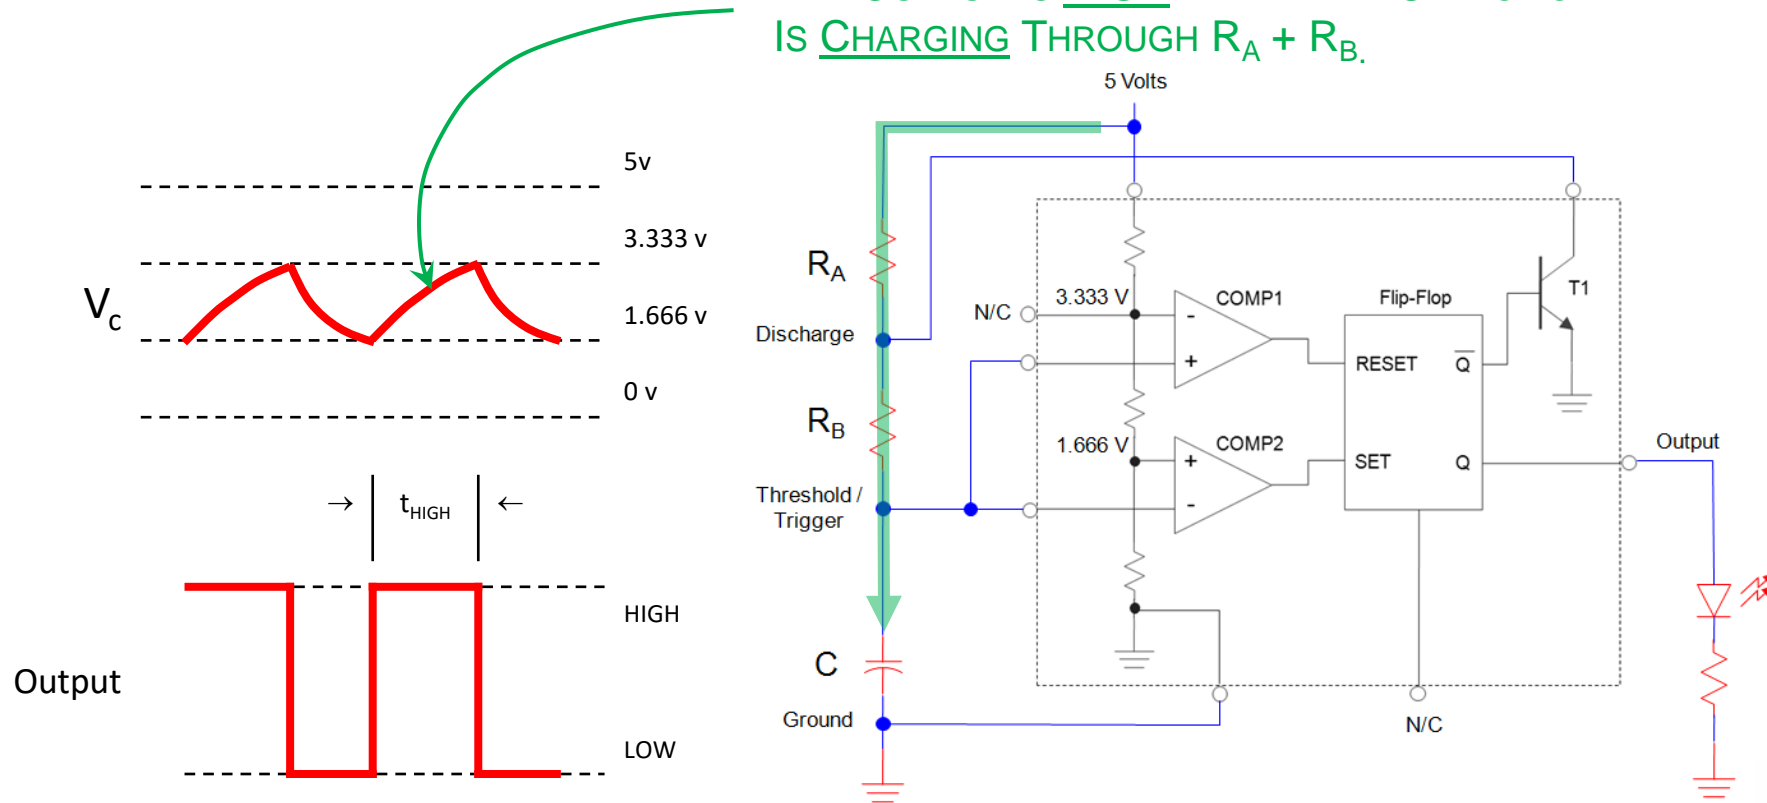 IS CHARGING THROUGH RA + RB.
5 Volts
5v
3.333 v
1.666 v
0 v
Vc
RA
Discharge
RB
Threshold /
Trigger
C
Ground
N/C
3.333 V
1.666 V
COMP1
-
+
COMP2
+
-
Flip-Flop
RESET
Q
SET
Q
T1
Output
N/C
→ tHIGH ←
HIGH
Output
LOW